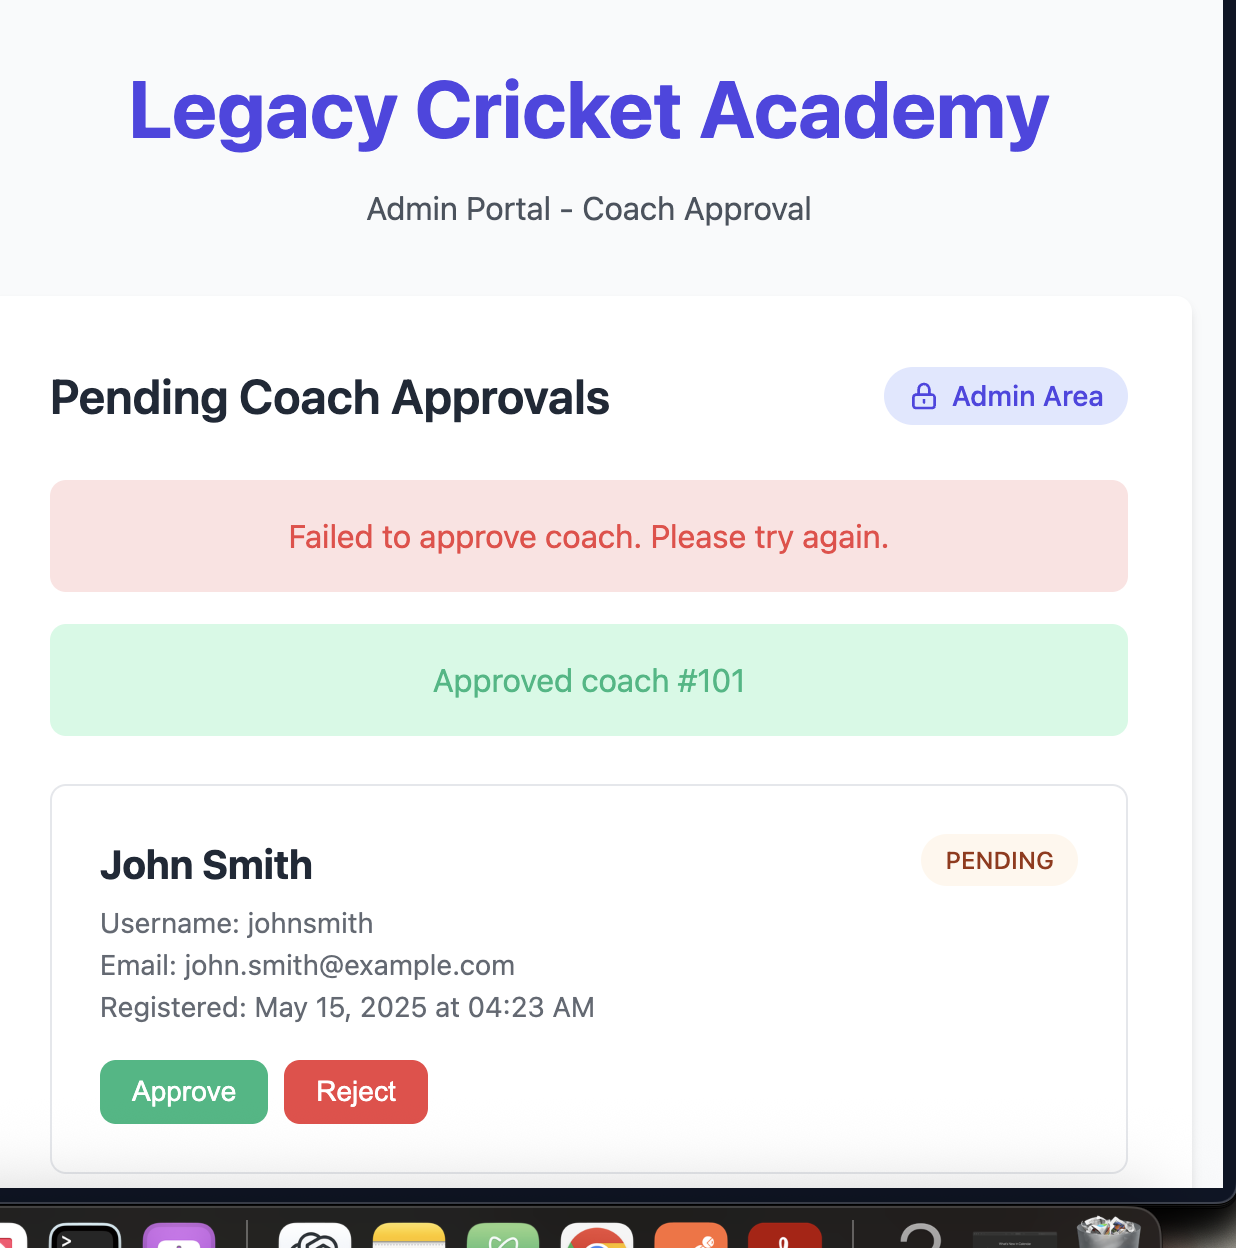 Legacy Cricket Academy
Admin Portal - Coach Approval
Pending Coach Approvals
Admin Area
Failed to approve coach. Please try again.
Approved coach #101
John Smith
PENDING
Username: johnsmith
Email: john.smith@example.com
Registered: May 15, 2025 at 04:23 AM
Approve
Reject